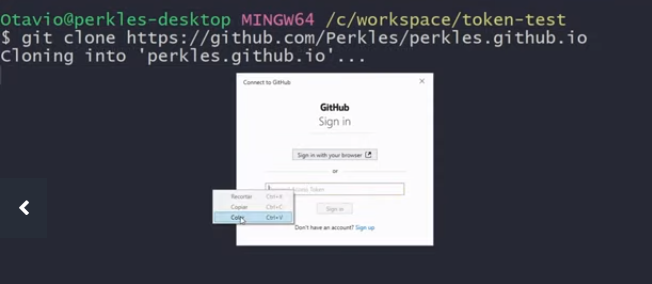 Otavio@perkles-desktop MINGW64 /c/workspace/token-test
$ git clone https://github.com/Perkles/perkles.github.io
Cloning into 'perkles.github.io'...
Connect to GitHub
GitHub
Sign in
Sign in with your browser
or
Access Token
Recortar Ctrl+X
Copiar Ctrl+C
Colar Ctrl+V
Sign in
Don't have an account? Sign up